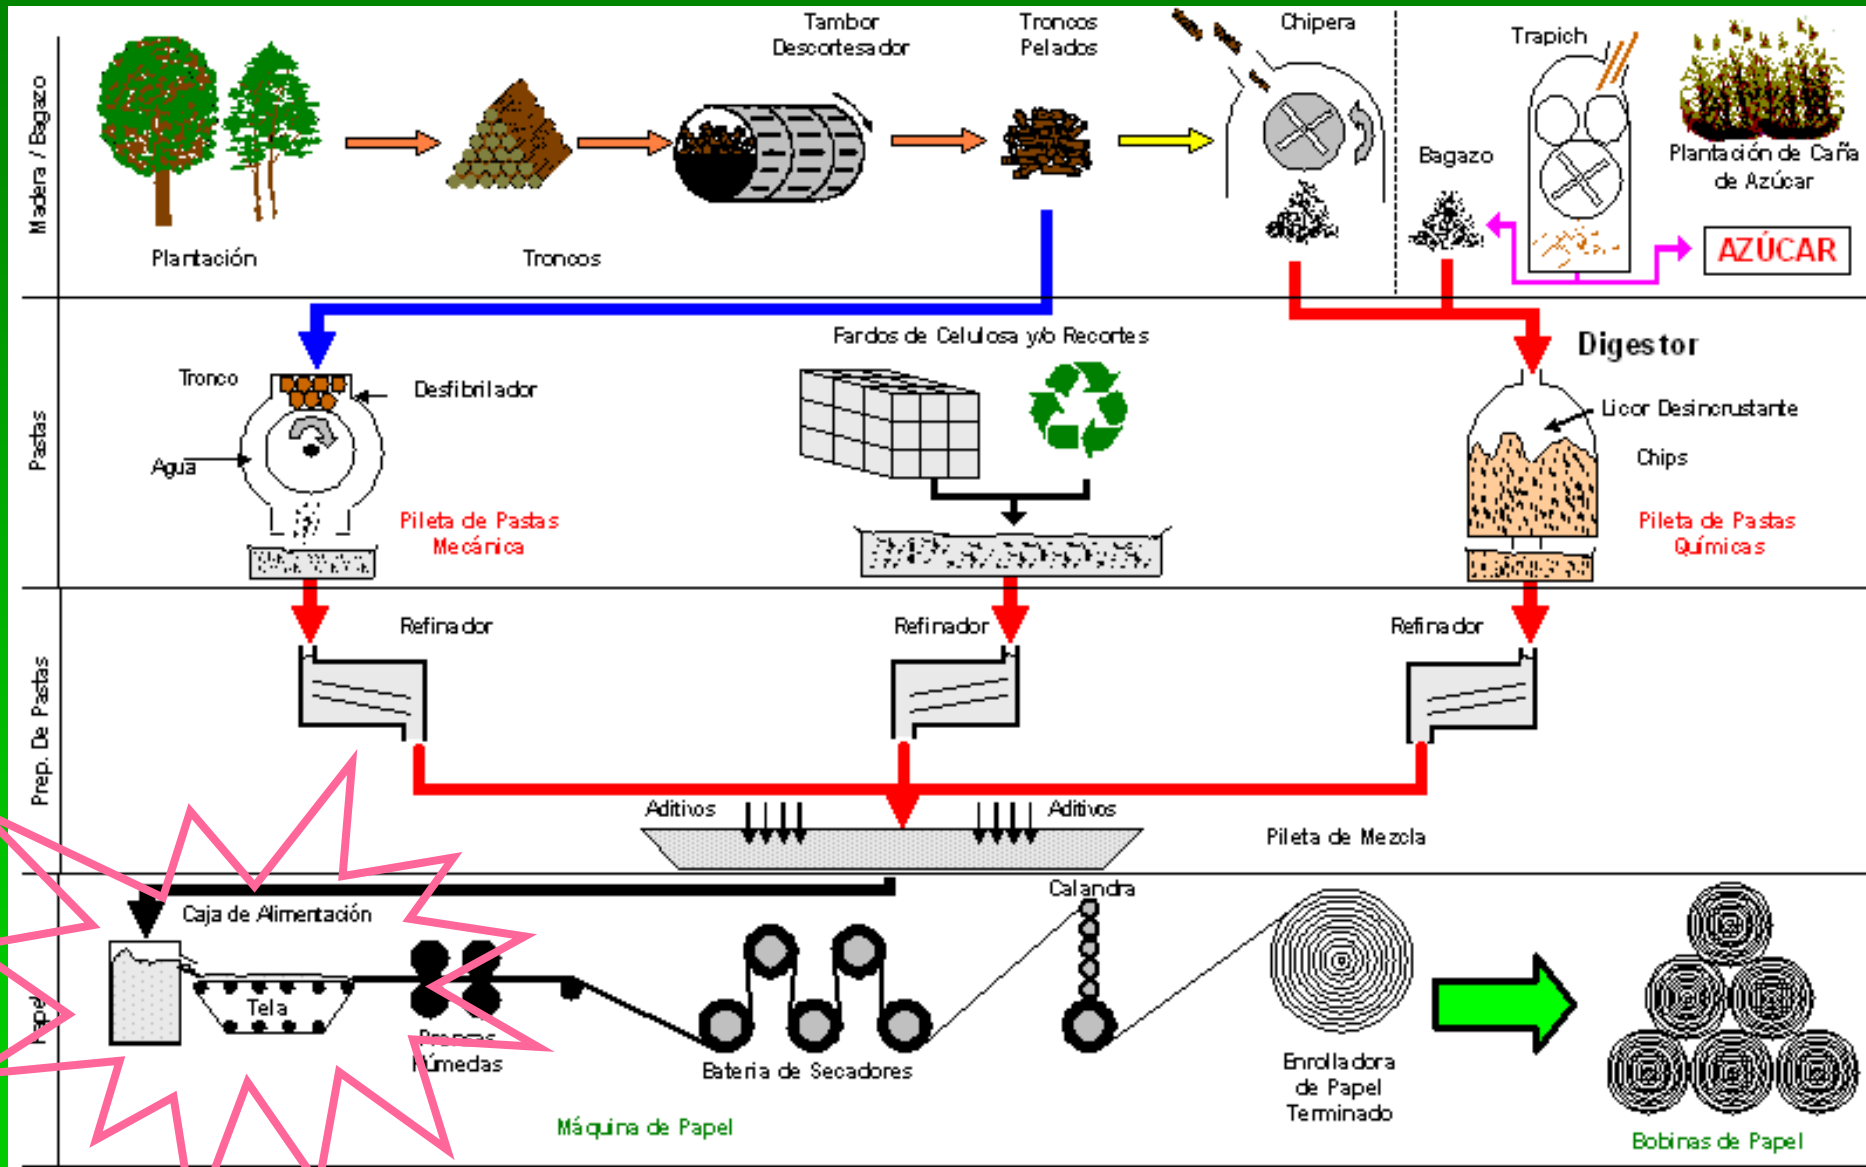 Madera / Bagazo
Tambor
Descortesador
Troncos
Pelados
Chipera
Trapich
Plantación
Troncos
Bagazo
Plantación de Caña
de Azúcar
AZÚCAR
Pastas
Tronco
Desfibrilador
Agua
Pileta de Pastas
Mecánica
Fardos de Celulosa y/o Recortes
Digestor
Licor Desincrustante
Chips
Pileta de Pastas
Químicas
Prep. De Pastas
Refinador
Refinador
Refinador
Aditivos
Aditivos
Pileta de Mezcla
Papel
Caja de Alimentación
Tela
Prensas
Húmedas
Bateria de Secadores
Calandra
Enrolladora
de Papel
Terminado
Máquina de Papel
Bobinas de Papel